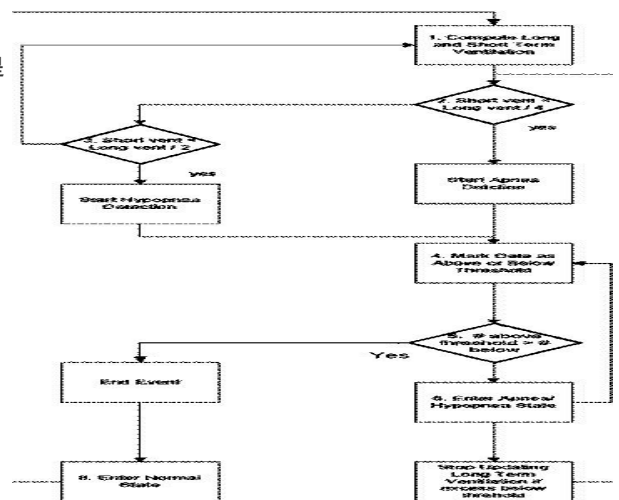 1. Compute Long
and Short Term
Ventilation
2. Short vent <
Long vent / 4
yes
3. Short vent <
Long vent / 2
yes
Start Hypopnea
Detection
Start Apnea
Detection
4. Mark Data as
Above or Below
Threshold
5. # above
threshold > #
below
Yes
End Event
6. Enter Apnea/
Hypopnea State
8. Enter Normal
State
Stop Updating
Long Term
Ventilation if
excess below
threshold